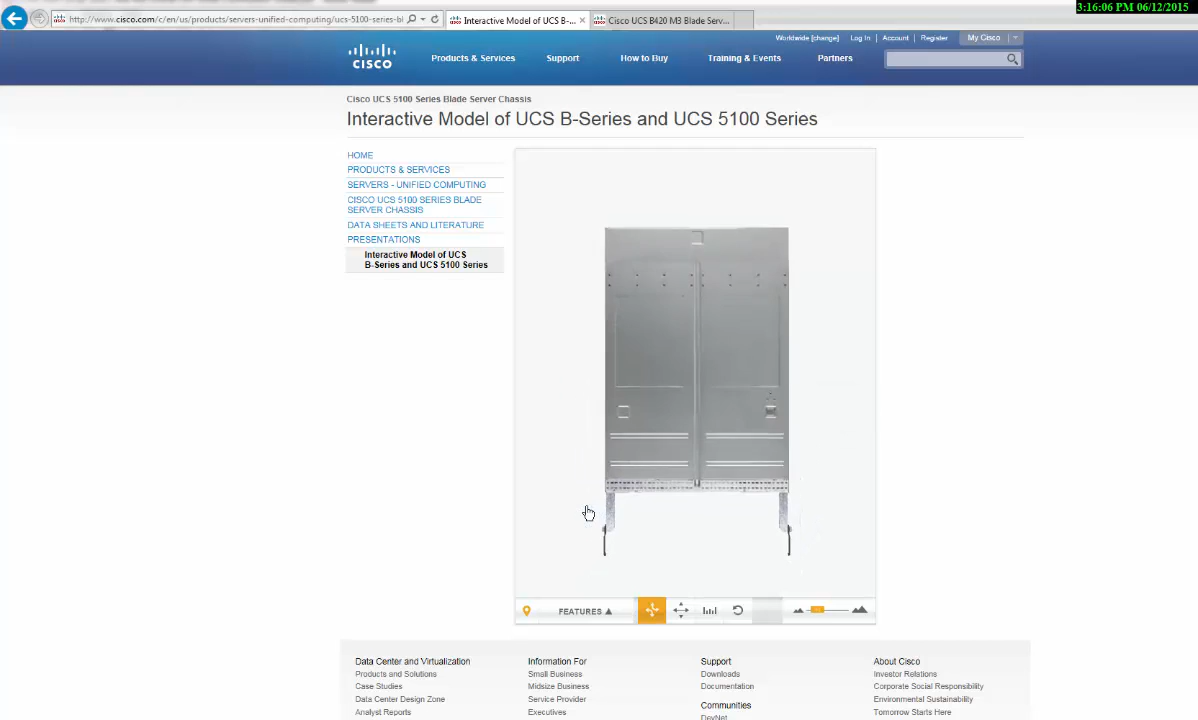 3:16:06 PM 06/12/2015
http://www.cisco.com/c/en/us/products/servers-unified-computing/ucs-5100-series-bl
Interactive Model of UCS B-...
Cisco UCS B420 M3 Blade Serv...
Worldwide [change] Log In Account Register My Cisco
CISCO
Products & Services Support How to Buy Training & Events Partners
Cisco UCS 5100 Series Blade Server Chassis
Interactive Model of UCS B-Series and UCS 5100 Series
HOME
PRODUCTS & SERVICES
SERVERS - UNIFIED COMPUTING
CISCO UCS 5100 SERIES BLADE
SERVER CHASSIS
DATA SHEETS AND LITERATURE
PRESENTATIONS
Interactive Model of UCS
B-Series and UCS 5100 Series
FEATURES
Data Center and Virtualization
Products and Solutions
Case Studies
Data Center Design Zone
Analyst Reports
Information For
Small Business
Midsize Business
Service Provider
Executives
Support
Downloads
Documentation
Communities
DevNet
About Cisco
Investor Relations
Corporate Social Responsibility
Environmental Sustainability
Tomorrow Starts Here